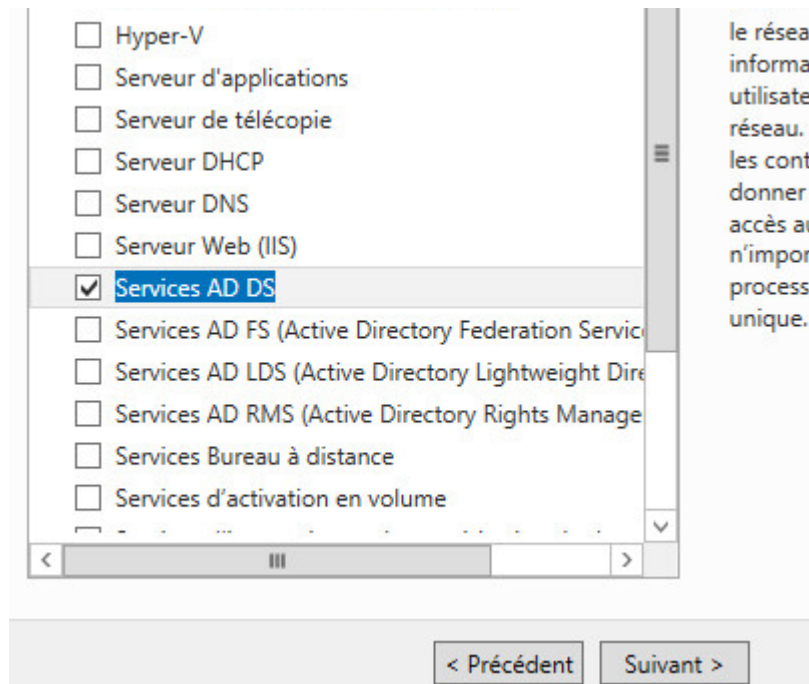 Hyper-V
Serveur d'applications
Serveur de télécopie
Serveur DHCP
Serveur DNS
Serveur Web (IIS)
Services AD DS
Services AD FS (Active Directory Federation Servic
Services AD LDS (Active Directory Lightweight Dire
Services AD RMS (Active Directory Rights Manage
Services Bureau à distance
Services d'activation en volume
le résea
informa
utilisate
réseau.
les cont
donner
accès au
n'impor
process
unique.
< Précédent
Suivant >